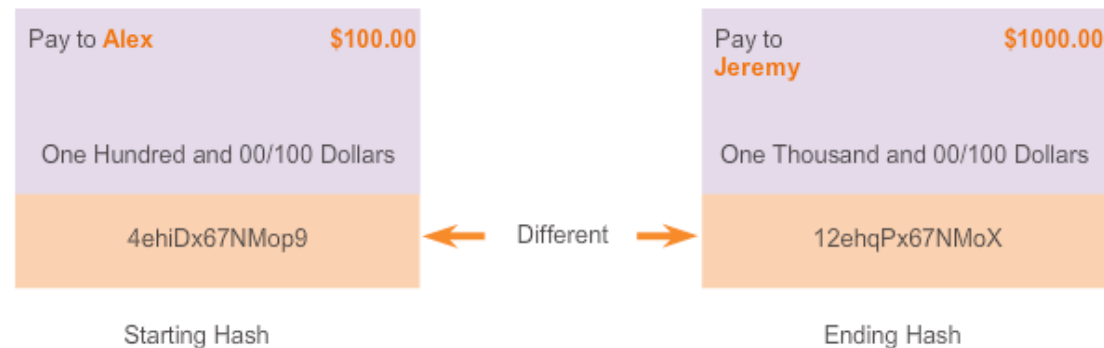 Pay to Alex $100.00
One Hundred and 00/100 Dollars
4ehiDx67NMop9
Starting Hash
Different
Pay to $1000.00
Jeremy
One Thousand and 00/100 Dollars
12ehqPx67NMoX
Ending Hash